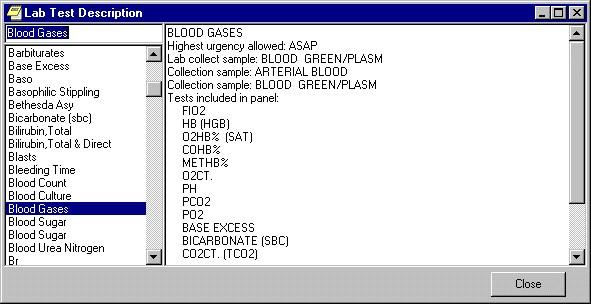 Lab Test Description
Blood Gases
Barbiturates
Base Excess
Baso
Basophilic Stippling
Bethesda Asy
Bicarbonate (sbc)
Bilirubin,Total
Bilirubin,Total & Direct
Blasts
Bleeding Time
Blood Count
Blood Culture
Blood Gases
Blood Sugar
Blood Sugar
Blood Urea Nitrogen
Br
BLOOD GASES
Highest urgency allowed: ASAP
Lab collect sample: BLOOD  GREEN/PLASM
Collection sample: ARTERIAL BLOOD
Collection sample: BLOOD  GREEN/PLASM
Tests included in panel:
FIO2
HB (HGB)
O2HB%  (SAT)
COHB%
METHB%
O2CT.
PH
PCO2
PO2
BASE EXCESS
BICARBONATE (SBC)
CO2CT. (TCO2)
Close